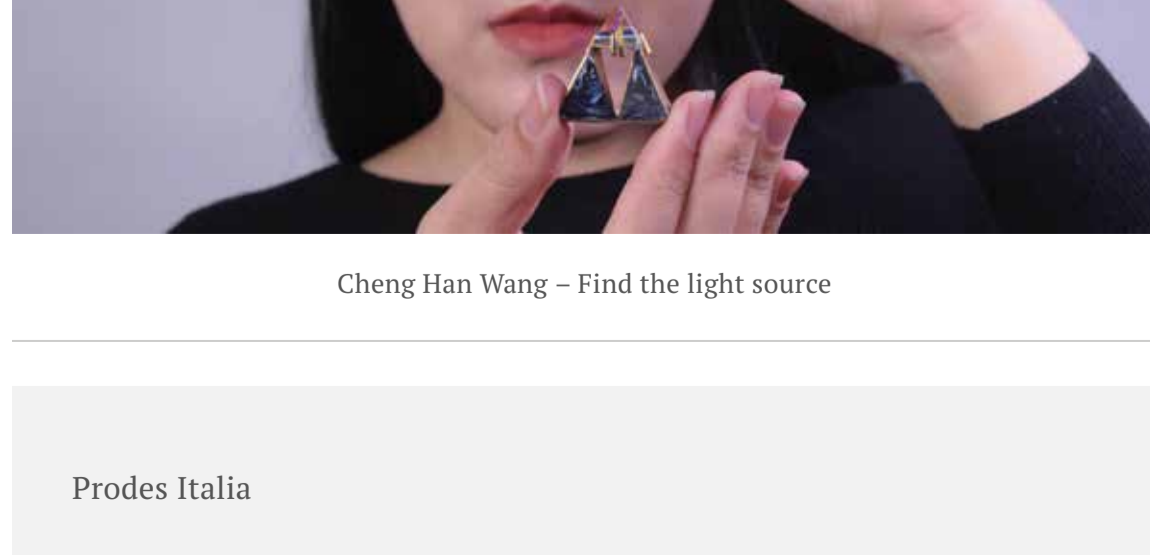 Cheng Han Wang – Find the light source
Prodes Italia